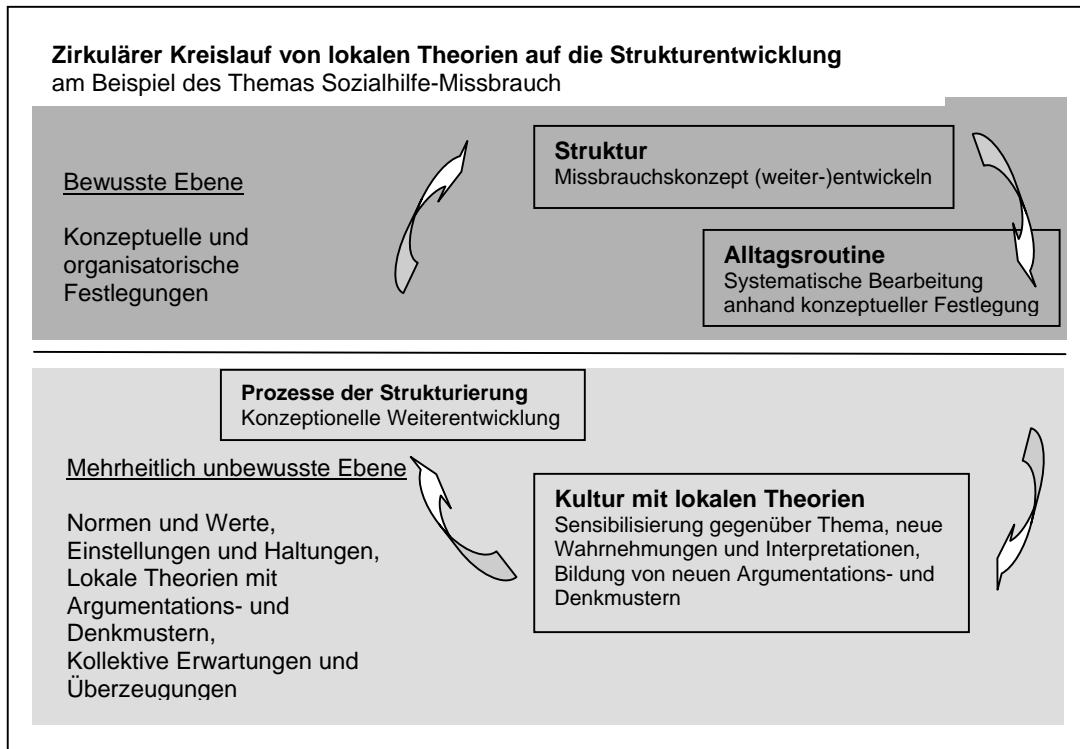 Zirkulärer Kreislauf von lokalen Theorien auf die Strukturentwicklung
am Beispiel des Themas Sozialhilfe-Missbrauch
Bewusste Ebene
Konzeptuelle und
organisatorische
Festlegungen
Struktur
Missbrauchskonzept (weiter-)entwickeln
Alltagsroutine
Systematische Bearbeitung
anhand konzeptueller Festlegung
Prozesse der Strukturierung
Konzeptionelle Weiterentwicklung
Mehrheitlich unbewusste Ebene
Normen und Werte,
Einstellungen und Haltungen,
Lokale Theorien mit
Argumentations- und
Denkmustern,
Kollektive Erwartungen und
Überzeugungen
Kultur mit lokalen Theorien
Sensibilisierung gegenüber Thema, neue
Wahrnehmungen und Interpretationen,
Bildung von neuen Argumentations- und
Denkmustern